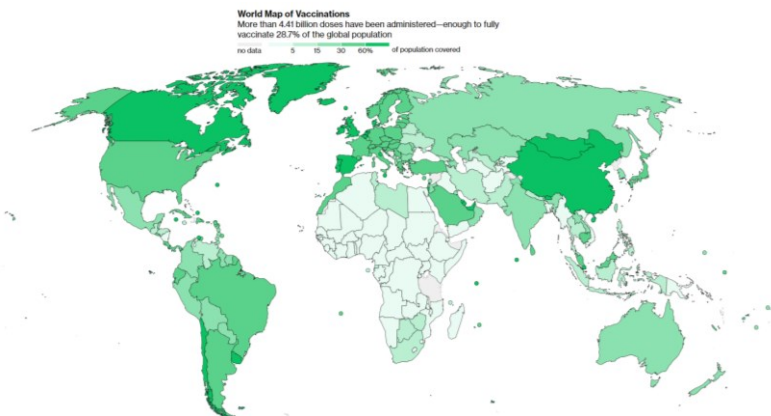 World Map of Vaccinations
More than 4.41 billion doses have been administered—enough to fully
vaccinate 28.7% of the global population
no data 5 15 30 60% of population covered